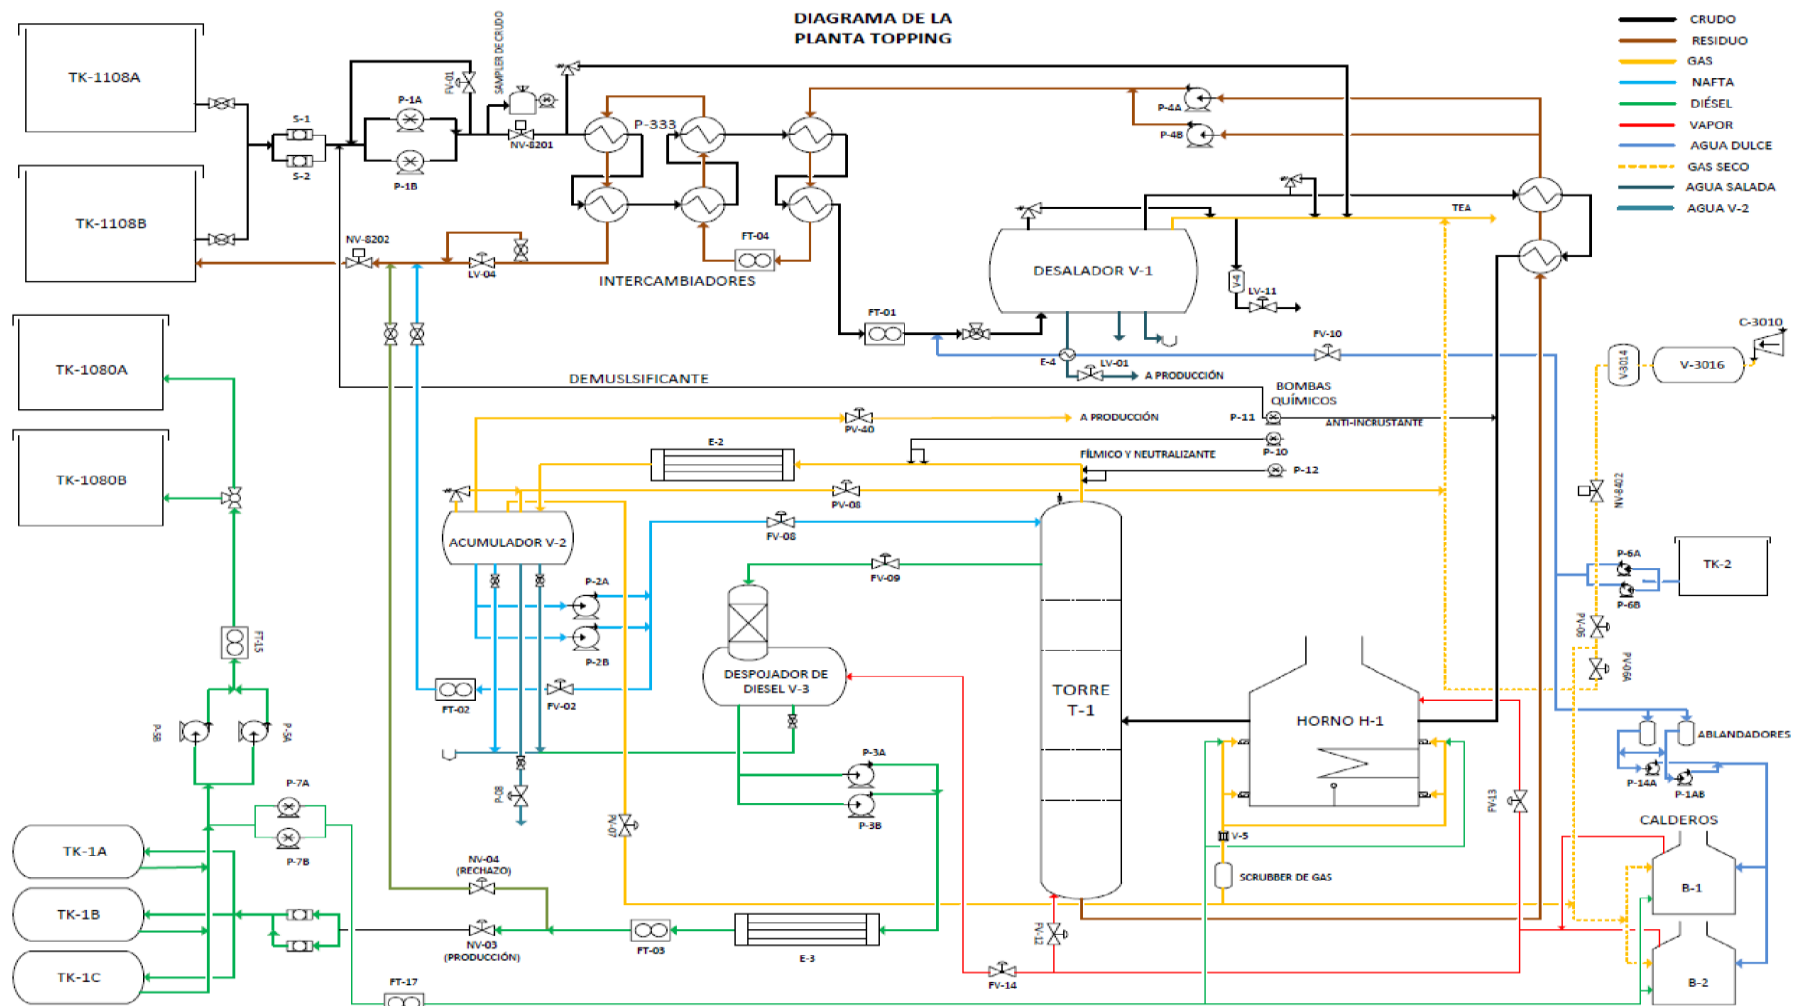 DIAGRAMA DE LA
PLANTA TOPPING
CRUDO
RESIDUO
GAS
NAFTA
DIÉSEL
VAPOR
AGUA DULCE
GAS SECO
AGUA SALADA
AGUA V-2
TK-1108A
TK-1108B
S-1
S-2
P-1A
P-1B
FV-01
SAMPLER DE CRUDO
NV-8201
P-333
P-4A
P-4B
NV-8202
LV-04
INTERCAMBIADORES
FT-04
FT-01
DESALADOR V-1
TEA
V-4
LV-11
E-4
LV-01
A PRODUCCIÓN
FV-10
C-3010
V-3014
V-3016
TK-1080A
TK-1080B
DEMUSLSIFICANTE
BOMBAS
QUÍMICOS
P-11
ANTI-INCRUSTANTE
P-10
FÍLMICO Y NEUTRALIZANTE
P-12
PV-40
A PRODUCCIÓN
E-2
PV-08
NV-8402
ACUMULADOR V-2
FV-08
FV-09
P-2A
P-2B
P-6A
P-6B
TK-2
PV-06
PV-06A
FT-15
DESPOJADOR DE
DIESEL V-3
TORRE
T-1
HORNO H-1
FT-02
FV-02
P-5B
P-5A
ABLANDADORES
P-14A
P-1AB
P-3A
P-3B
P-08
PV-07
FV-13
P-7A
P-7B
V-5
SCRUBBER DE GAS
CALDEROS
B-1
B-2
TK-1A
TK-1B
TK-1C
NV-04
(RECHAZO)
NV-03
(PRODUCCIÓN)
FT-03
E-3
FV-12
FV-14
FT-17